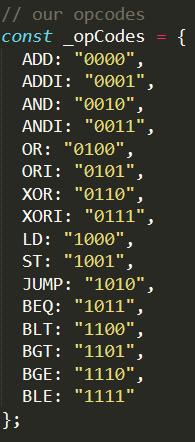 // our opcodes
const _opCodes = {
ADD: "0000",
ADDI: "0001",
AND: "0010",
ANDI: "0011",
OR: "0100",
ORI: "0101",
XOR: "0110",
XORI: "0111",
LD: "1000",
ST: "1001",
JUMP: "1010",
BEQ: "1011",
BLT: "1100",
BGT: "1101",
BGE: "1110",
BLE: "1111"
};